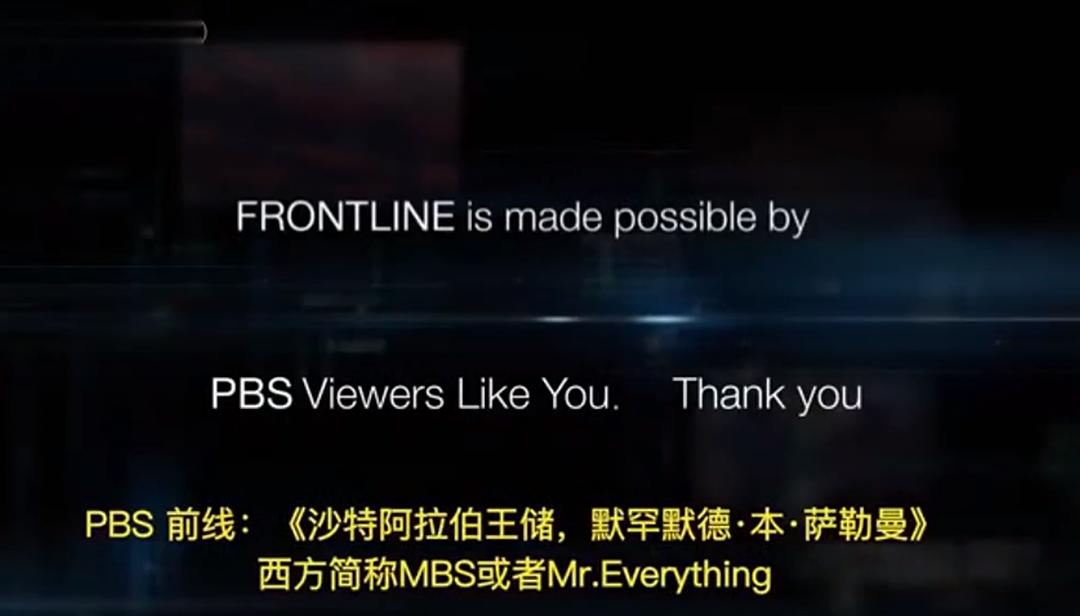 FRONTLINE is made possible by
PBS Viewers Like You. Thank you
PBS 前线：《沙特阿拉伯王储，默罕默德·本·萨勒曼》
西方简称MBS或者Mr.Everything